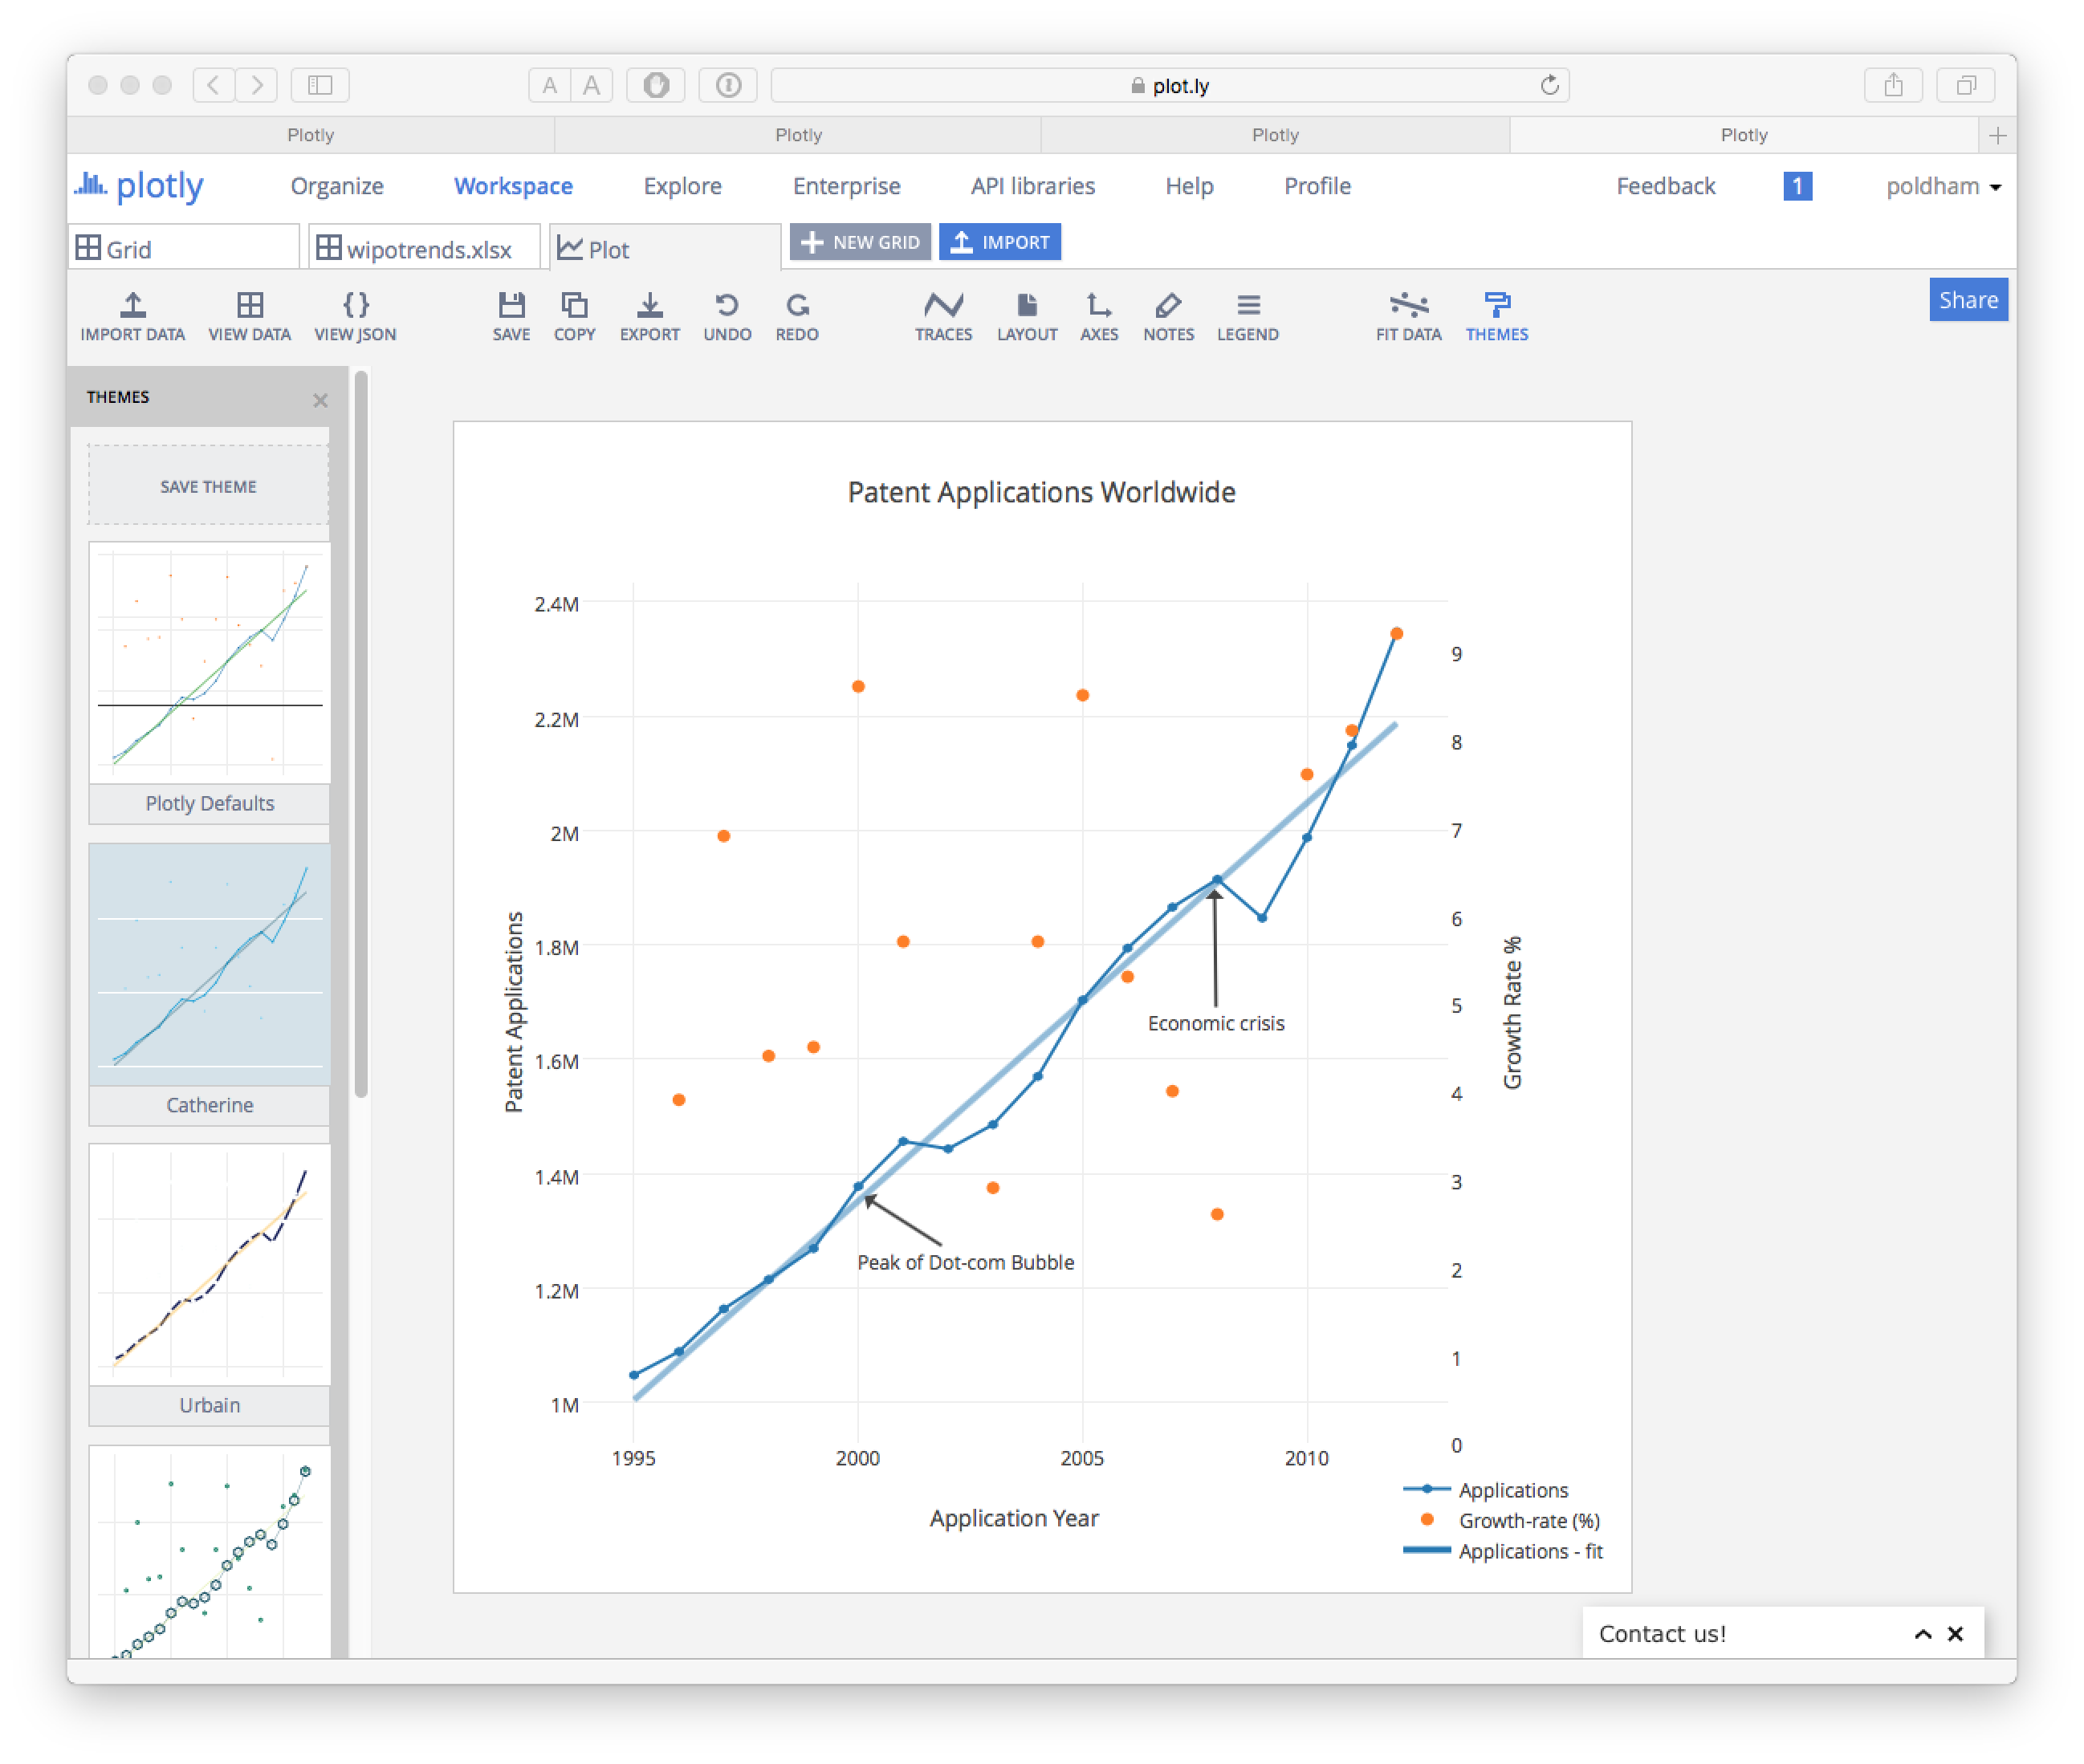 A A plot.ly
Plotly Plotly Plotly Plotly
plotly Organize Workspace Explore Enterprise API libraries Help Profile Feedback 1 poldham
Grid wipotrends.xlsx Plot NEW GRID IMPORT
IMPORT DATA VIEW DATA VIEW JSON SAVE COPY EXPORT UNDO REDO TRACES LAYOUT AXES NOTES LEGEND FIT DATA THEMES Share
THEMES
SAVE THEME
Plotly Defaults
Catherine
Urbain
Patent Applications Worldwide
2.4M
2.2M
2M
1.8M
1.6M
1.4M
1.2M
1M
Patent Applications
Economic crisis
Peak of Dot-com Bubble
9
8
7
6
5
4
3
2
1
0
Growth Rate %
1995 2000 2005 2010
Application Year
Applications
Growth-rate (%)
Applications - fit
Contact us!